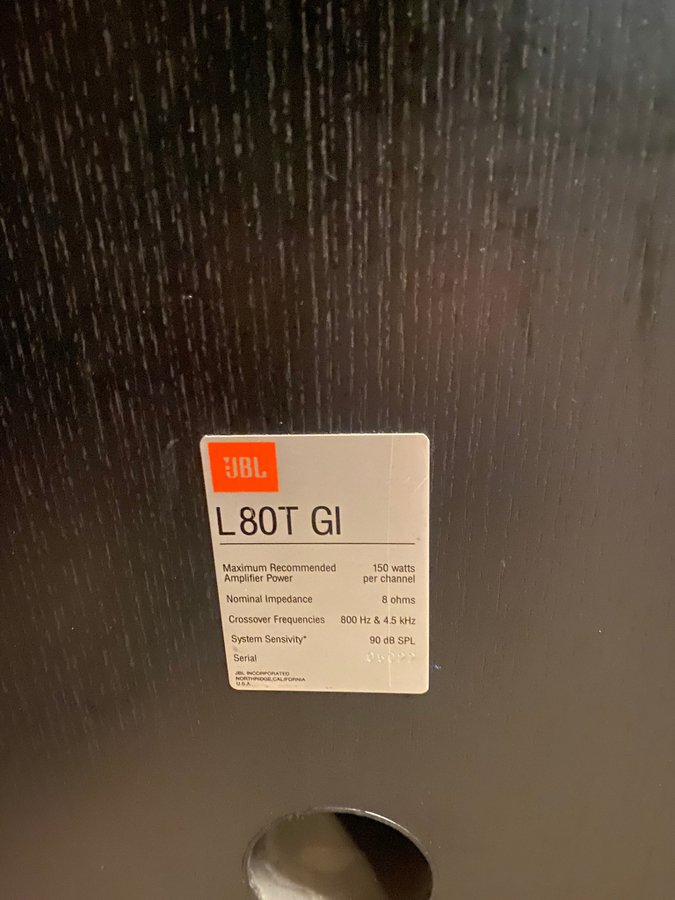 JBL
L80T GI
Maximum Recommended Amplifier Power 150 watts per channel
Nominal Impedance 8 ohms
Crossover Frequencies 800 Hz & 4.5 kHz
System Sensivity* 90 dB SPL
Serial
JBL INCORPORATED
NORTHRIDGE, CALIFORNIA
U.S.A.